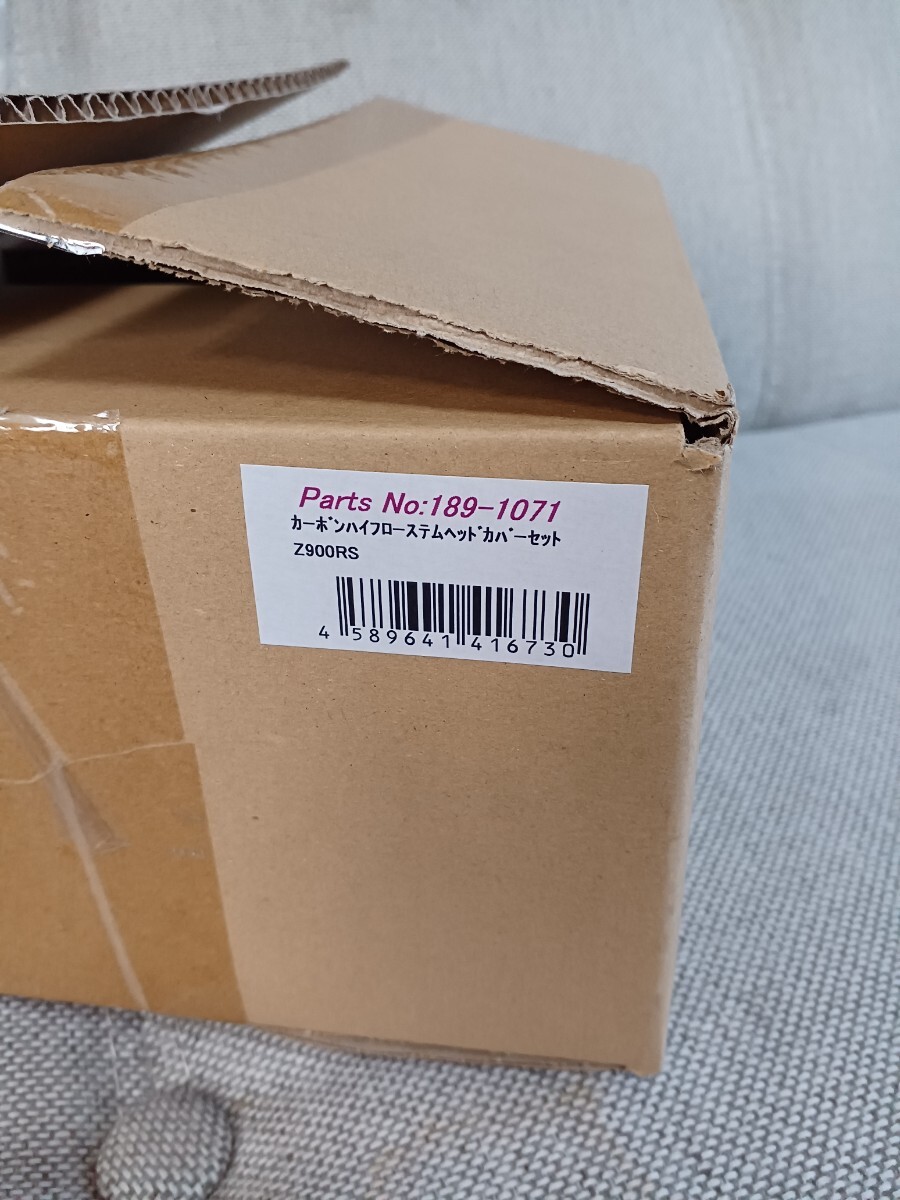 Parts No:189-1071
ｶｰﾎﾞﾝﾊｲﾌﾛｰｽﾃﾑﾍｯﾄﾞｶﾊﾞｰｾｯﾄ
Z900RS
4 589641 416730